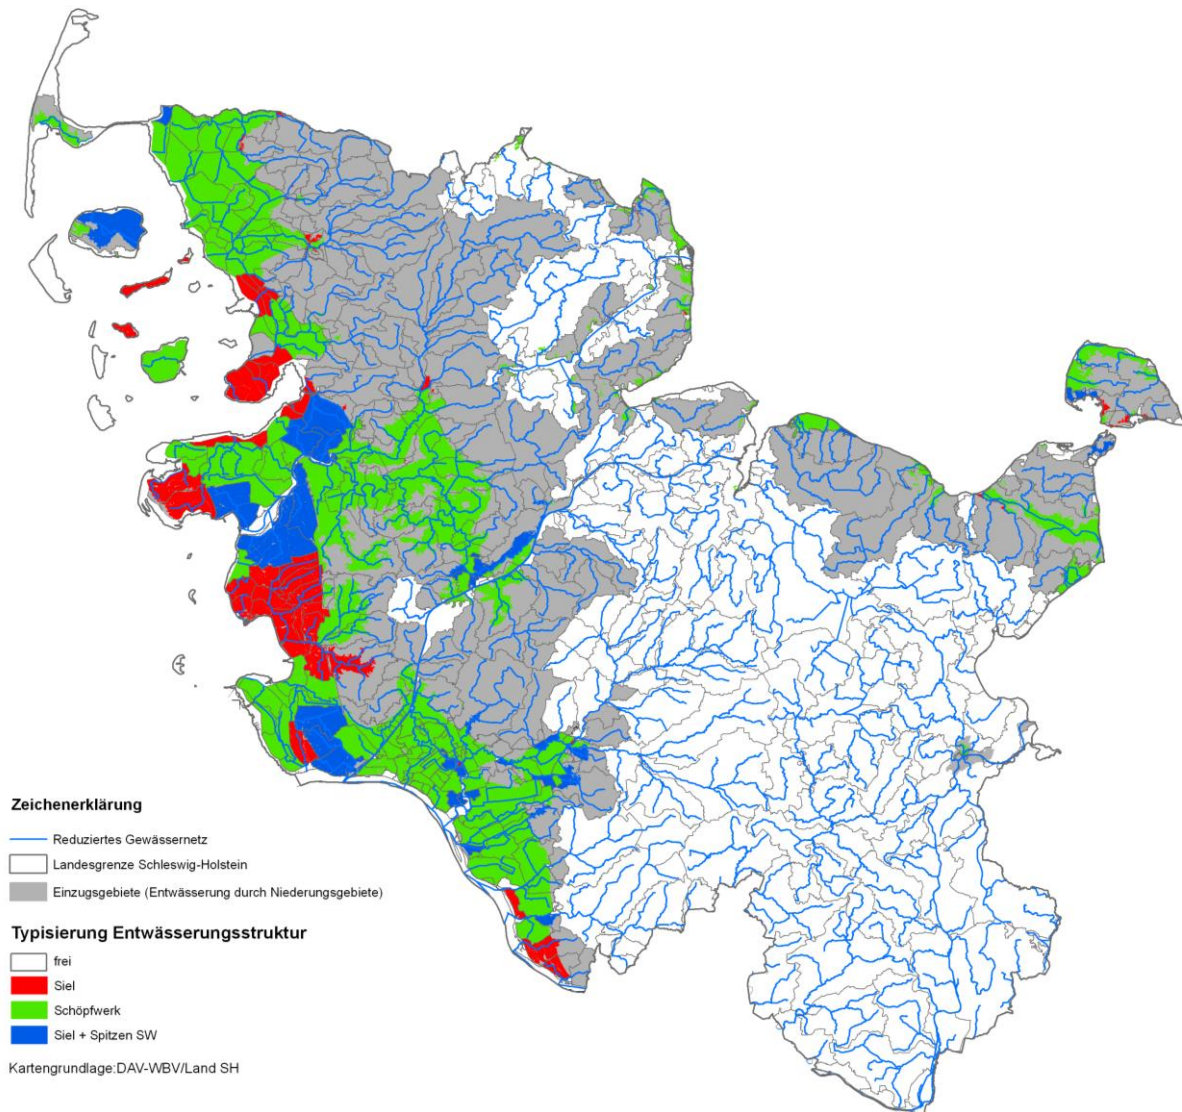 Zeichenerklärung
Reduziertes Gewässernetz
Landesgrenze Schleswig-Holstein
Einzugsgebiete (Entwässerung durch Niederungsgebiete)
Typisierung Entwässerungsstruktur
frei
Siel
Schöpfwerk
Siel + Spitzen SW
Kartengrundlage:DAV-WBV/Land SH